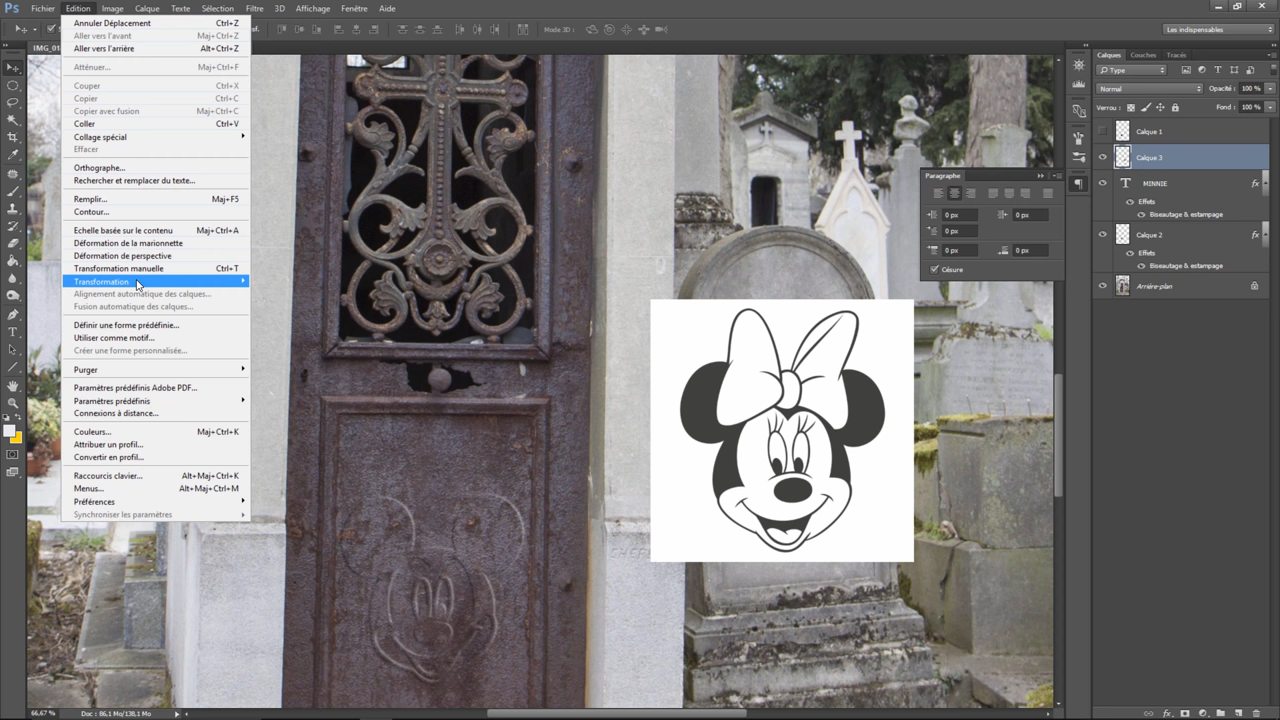 Ps Fichier Edition Image Calque Texte Sélection Filtre 3D Affichage Fenêtre Aide
Mode 3D :
Les indispensables
IMG_01
Annuler Déplacement Ctrl+Z
Aller vers l'avant Maj+Ctrl+Z
Aller vers l'arrière Alt+Ctrl+Z
Atténuer... Maj+Ctrl+F
Couper Ctrl+X
Copier Ctrl+C
Copier avec fusion Maj+Ctrl+C
Coller Ctrl+V
Collage spécial
Effacer
Orthographe...
Rechercher et remplacer du texte...
Remplir... Maj+F5
Contour...
Echelle basée sur le contenu Maj+Ctrl+A
Déformation de la marionnette
Déformation de perspective
Transformation manuelle Ctrl+T
Transformation
Alignement automatique des calques...
Fusion automatique des calques...
Définir une forme prédéfinie...
Utiliser comme motif...
Créer une forme personnalisée...
Purger
Paramètres prédéfinis Adobe PDF...
Paramètres prédéfinis
Connexions à distance...
Couleurs... Maj+Ctrl+K
Attribuer un profil...
Convertir en profil...
Raccourcis clavier... Alt+Maj+Ctrl+K
Menus... Alt+Maj+Ctrl+M
Préférences
Synchroniser les paramètres
Paragraphe
0 px 0 px
0 px
0 px 0 px
Césure
Calques Couches Tracés
Type
Normal Opacité : 100 %
Verrou : Fond : 100 %
Calque 1
Calque 3
T MINNIE fx
Effets
Biseautage & estampage
Calque 2 fx
Effets
Biseautage & estampage
Arrière-plan
66,67 % Doc : 86,1 Mo/138,1 Mo
fx